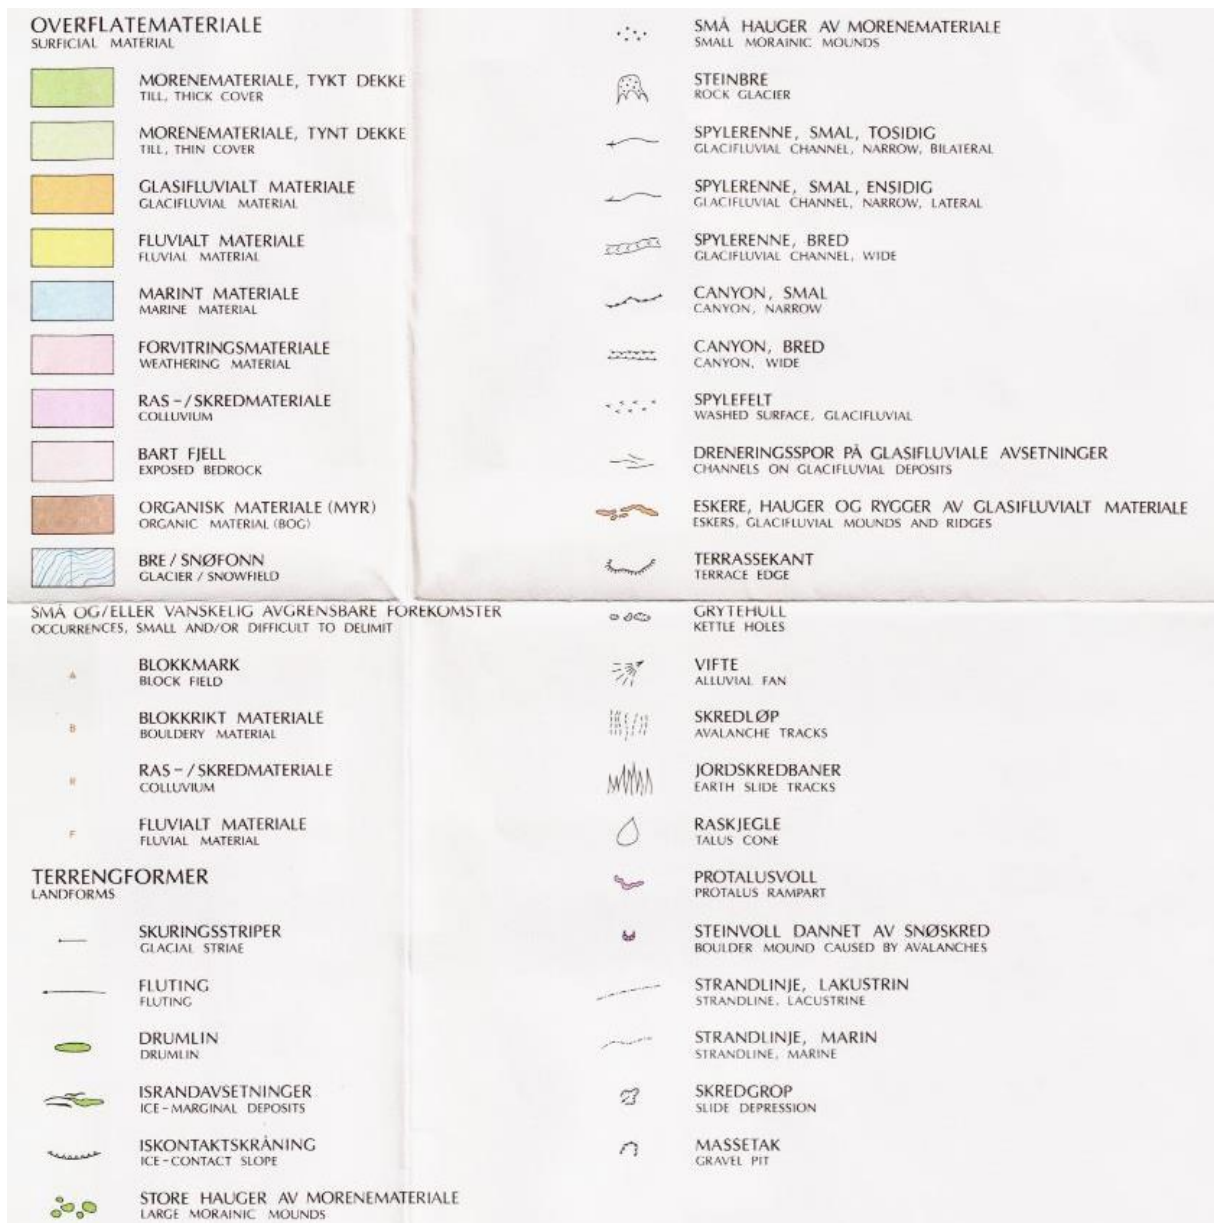 OVERFLATEMATERIALE
SURFICIAL MATERIAL
MORENEMATERIALE, TYKT DEKKE
TILL, THICK COVER
MORENEMATERIALE, TYNT DEKKE
TILL, THIN COVER
GLASIFLUVIALT MATERIALE
GLACIFLUVIAL MATERIAL
FLUVIALT MATERIALE
FLUVIAL MATERIAL
MARINT MATERIALE
MARINE MATERIAL
FORVITRINGSMATERIALE
WEATHERING MATERIAL
RAS-/SKREDMATERIALE
COLLUVIUM
BART FJELL
EXPOSED BEDROCK
ORGANISK MATERIALE (MYR)
ORGANIC MATERIAL (BOG)
BRE / SNØFONN
GLACIER / SNOWFIELD
SMÅ OG/ELLER VANSKELIG AVGRENSBARE FOREKOMSTER
OCCURRENCES, SMALL AND/OR DIFFICULT TO DELIMIT
A
BLOKKMARK
BLOCK FIELD
B
BLOKKRIKT MATERIALE
BOULDERY MATERIAL
R
RAS-/SKREDMATERIALE
COLLUVIUM
F
FLUVIALT MATERIALE
FLUVIAL MATERIAL
TERRENGFORMER
LANDFORMS
SKURINGSSTRIPER
GLACIAL STRIAE
FLUTING
FLUTING
DRUMLIN
DRUMLIN
ISRANDAVSETNINGER
ICE-MARGINAL DEPOSITS
ISKONTAKTSKRÅNING
ICE-CONTACT SLOPE
STORE HAUGER AV MORENEMATERIALE
LARGE MORAINIC MOUNDS
SMÅ HAUGER AV MORENEMATERIALE
SMALL MORAINIC MOUNDS
STEINBRE
ROCK GLACIER
SPYLERENNE, SMAL, TOSIDIG
GLACIFLUVIAL CHANNEL, NARROW, BILATERAL
SPYLERENNE, SMAL, ENSIDIG
GLACIFLUVIAL CHANNEL, NARROW, LATERAL
SPYLERENNE, BRED
GLACIFLUVIAL CHANNEL, WIDE
CANYON, SMAL
CANYON, NARROW
CANYON, BRED
CANYON, WIDE
SPYLEFELT
WASHED SURFACE, GLACIFLUVIAL
DRENERINGSSPOR PÅ GLASIFLUVIALE AVSETNINGER
CHANNELS ON GLACIFLUVIAL DEPOSITS
ESKERE, HAUGER OG RYGGER AV GLASIFLUVIALT MATERIALE
ESKERS, GLACIFLUVIAL MOUNDS AND RIDGES
TERRASSEKANT
TERRACE EDGE
GRYTEHULL
KETTLE HOLES
VIFTE
ALLUVIAL FAN
SKREDLØP
AVALANCHE TRACKS
JORDSKREDBANER
EARTH SLIDE TRACKS
RASKJEGLE
TALUS CONE
PROTALUSVOLL
PROTALUS RAMPART
STEINVOLL DANNET AV SNØSKRED
BOULDER MOUND CAUSED BY AVALANCHES
STRANDLINJE, LAKUSTRIN
STRANDLINE, LACUSTRINE
STRANDLINJE, MARIN
STRANDLINE, MARINE
SKREDGROP
SLIDE DEPRESSION
MASSETAK
GRAVEL PIT